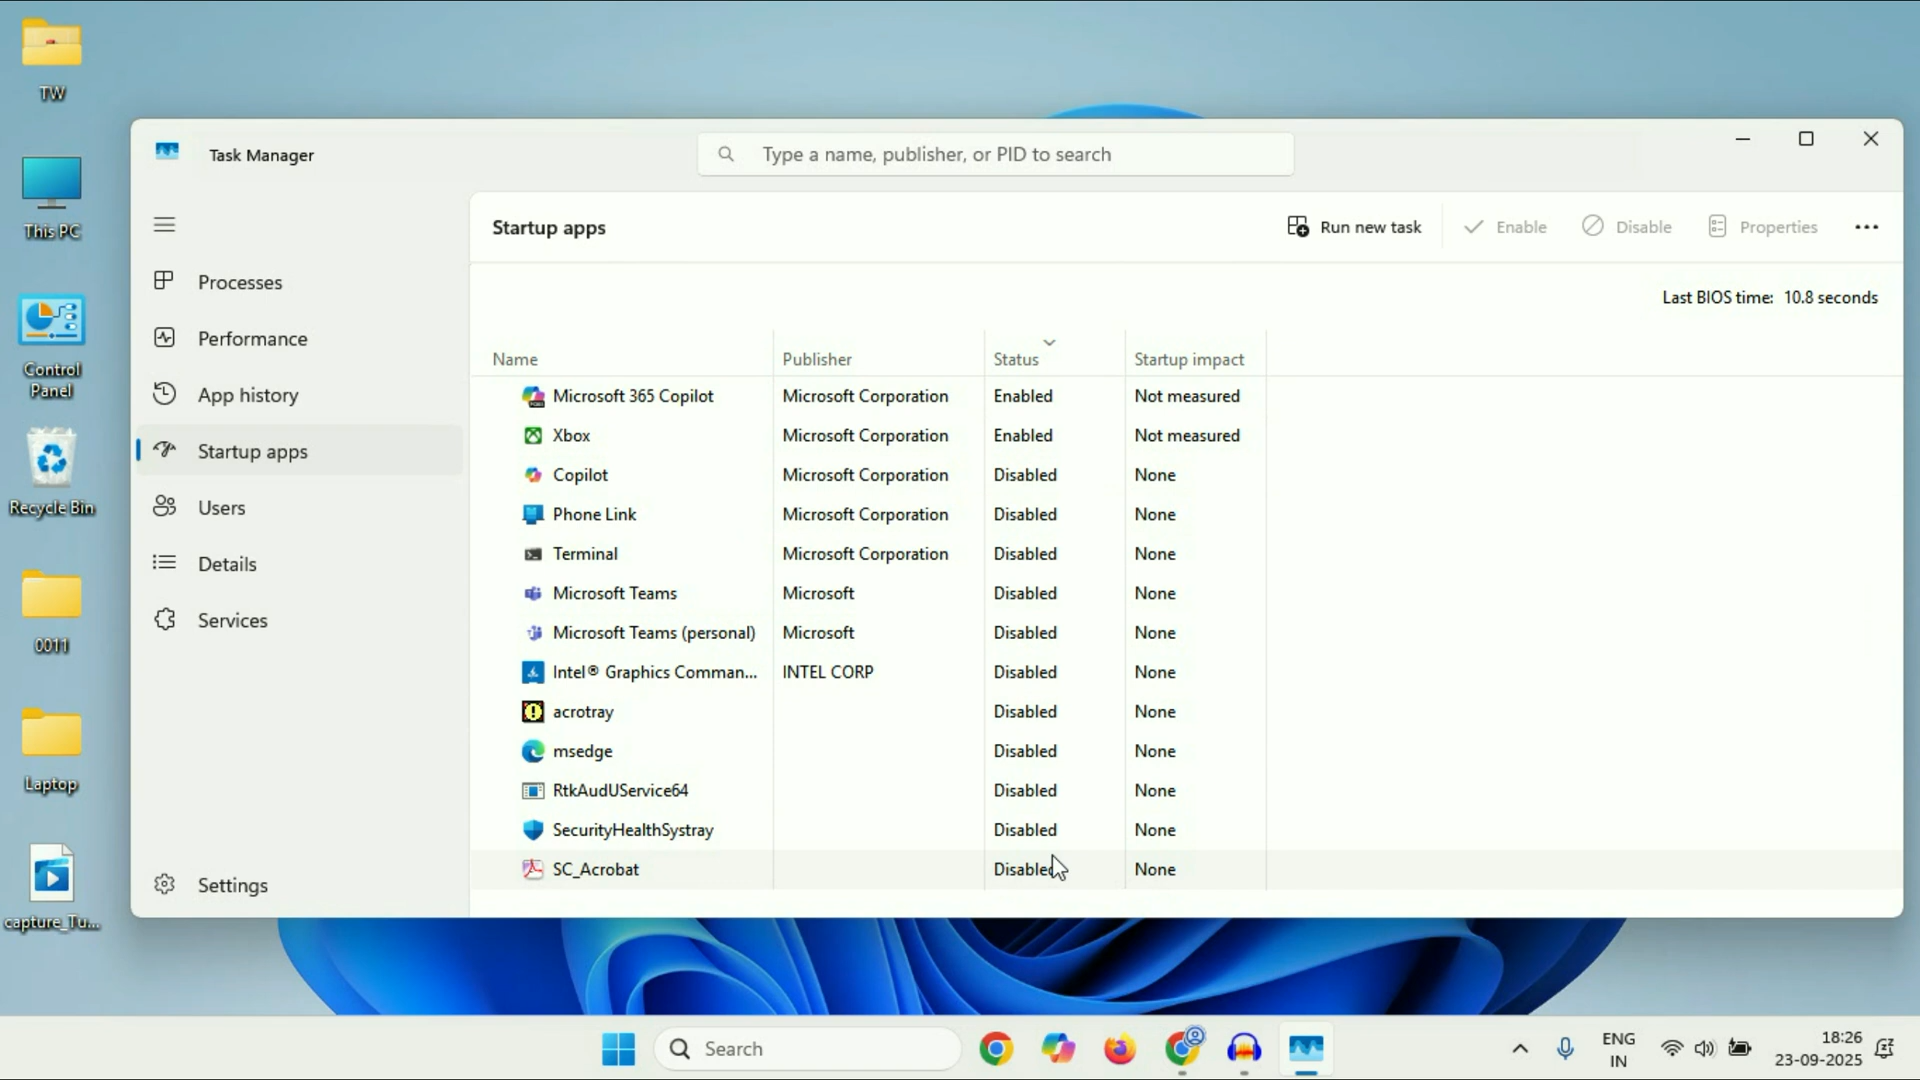 TW
This PC
Control
Panel
Recycle Bin
0011
Laptop
capture_Tu...
Task Manager
Type a name, publisher, or PID to search
Processes
Performance
App history
Startup apps
Users
Details
Services
Settings
Startup apps
Run new task
Enable
Disable
Properties
Last BIOS time: 10.8 seconds
Name Publisher Status Startup impact
Microsoft 365 Copilot Microsoft Corporation Enabled Not measured
Xbox Microsoft Corporation Enabled Not measured
Copilot Microsoft Corporation Disabled None
Phone Link Microsoft Corporation Disabled None
Terminal Microsoft Corporation Disabled None
Microsoft Teams Microsoft Disabled None
Microsoft Teams (personal) Microsoft Disabled None
Intel® Graphics Comman... INTEL CORP Disabled None
acrotray Disabled None
msedge Disabled None
RtkAudUService64 Disabled None
SecurityHealthSystray Disabled None
SC_Acrobat Disabled None
Search
ENG
IN
18:26
23-09-2025